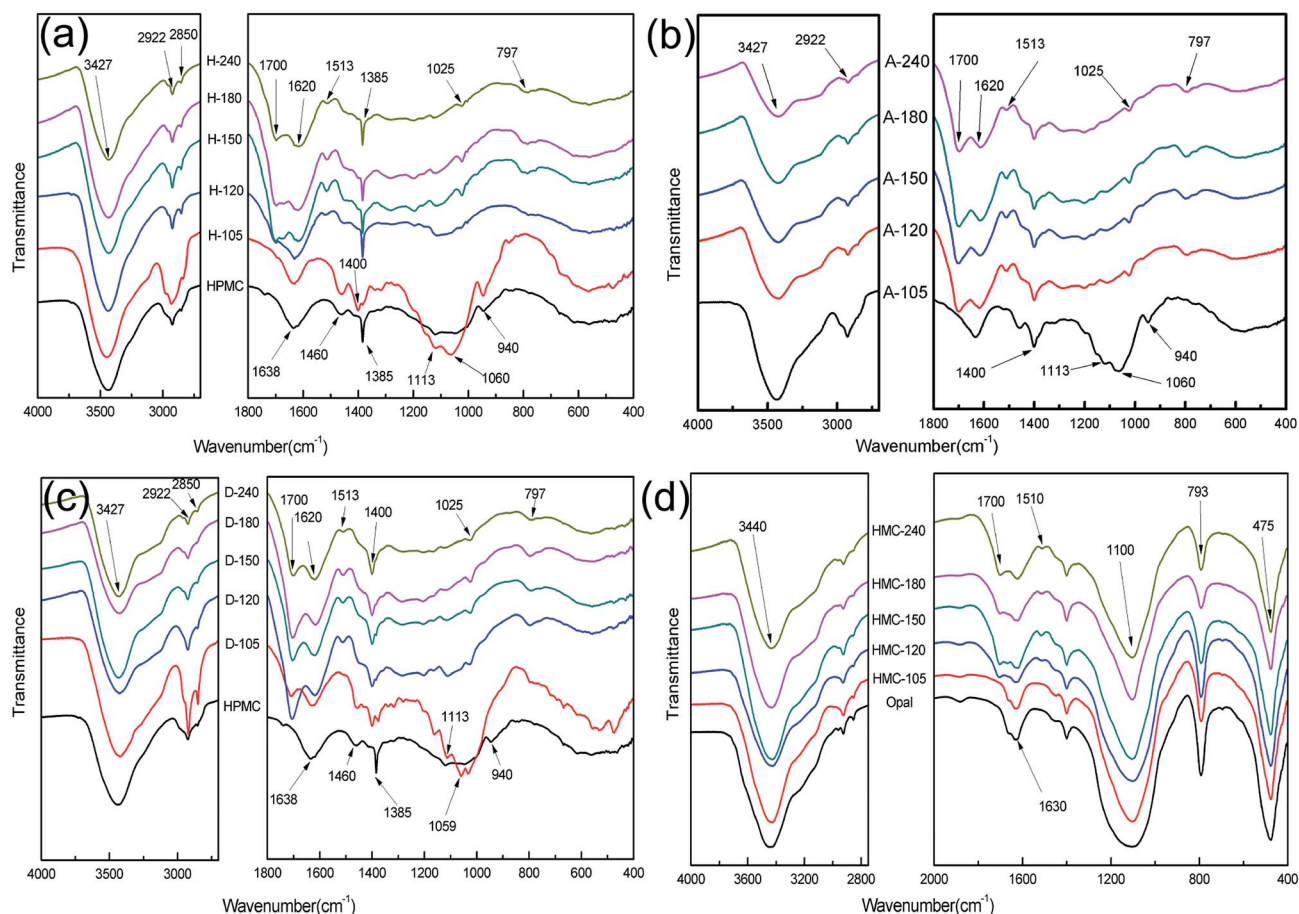 (a)
2922
2850
3427
H-240
H-180
H-150
H-120
H-105
HPMC
1700
1620
1513
1385
1025
797
1400
1638
1460
1385
1113
1060
940
Transmittance
4000 3500 3000
1800 1600 1400 1200 1000 800 600 400
Wavenumber(cm-1)
(b)
3427
2922
A-240
A-180
A-150
A-120
A-105
1700
1620
1513
1025
797
1400
1113
1060
940
Transmittance
4000 3500 3000
1800 1600 1400 1200 1000 800 600 400
Wavenumber(cm-1)
(c)
2922
2850
3427
D-240
D-180
D-150
D-120
D-105
HPMC
1700
1620
1513
1400
1025
797
1113
1638
1460
1385
1059
940
Transmittance
4000 3500 3000
1800 1600 1400 1200 1000 800 600 400
Wavenumber(cm-1)
(d)
3440
HMC-240
HMC-180
HMC-150
HMC-120
HMC-105
Opal
1700
1510
1100
793
475
1630
Transmittance
4000 3600 3200 2800
2000 1600 1200 800 400
Wavenumber(cm-1)